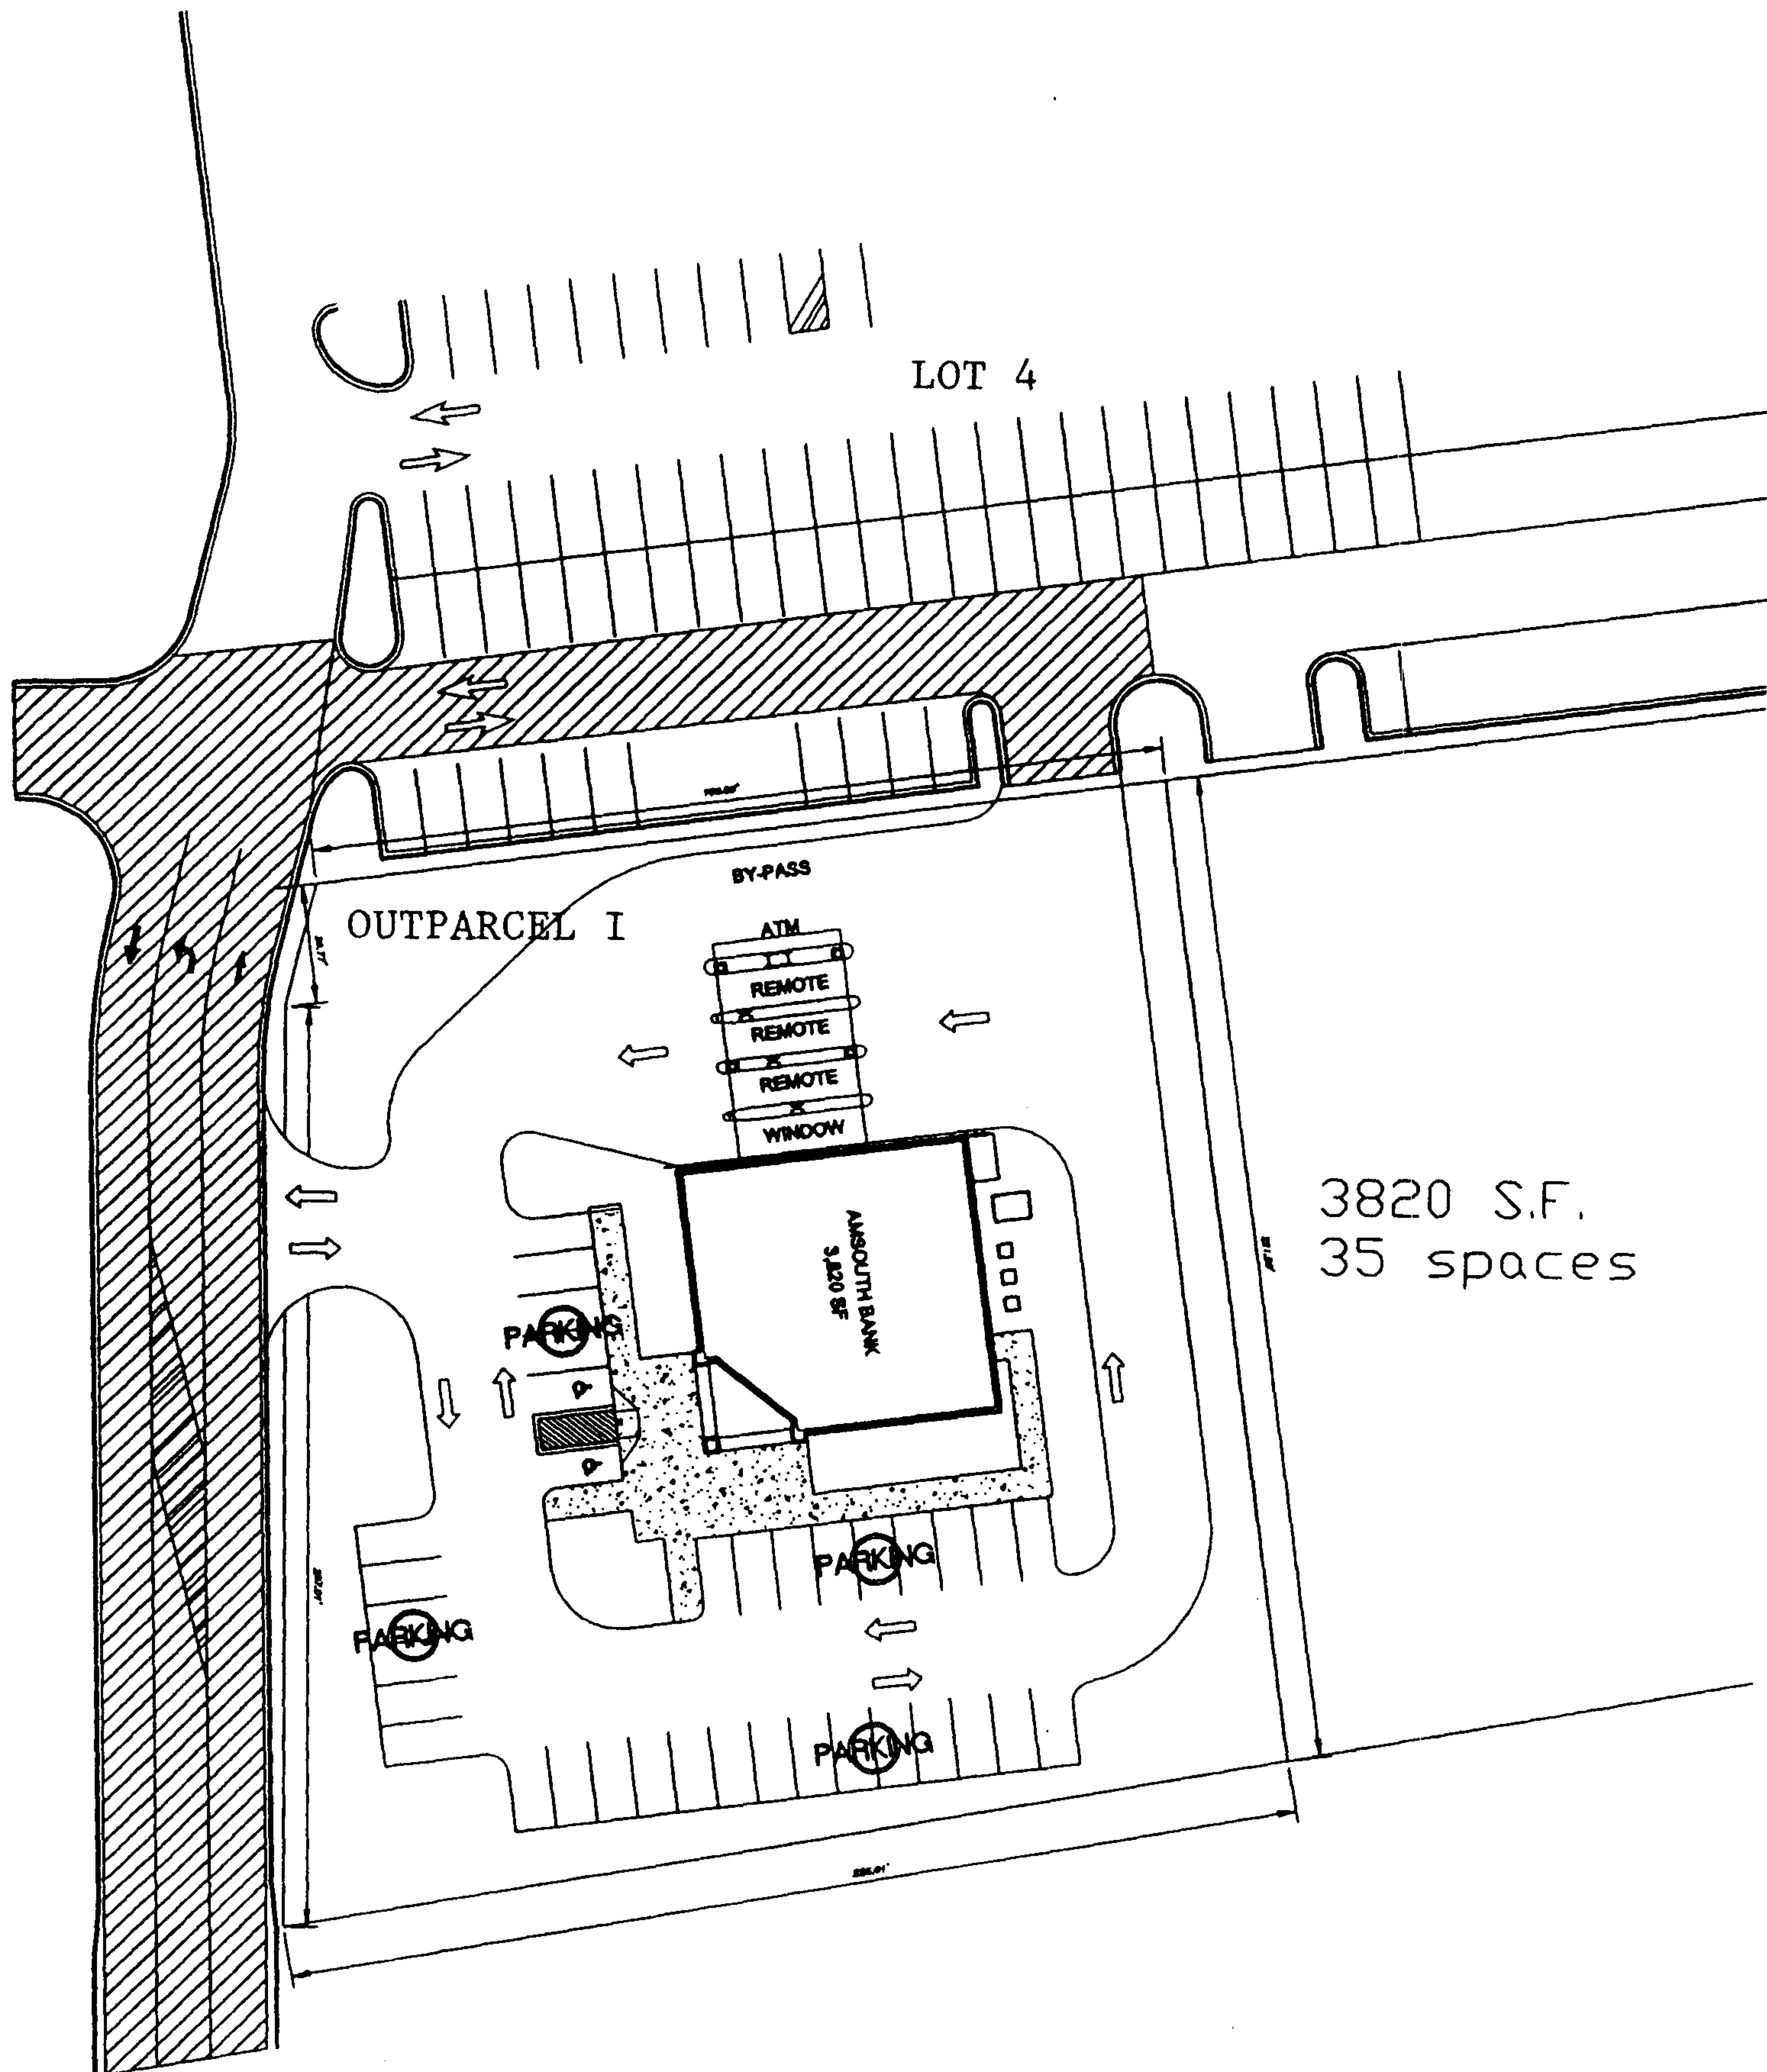 LOT 4
BY-PASS
OUTPARCEL I
ATM
REMOTE
REMOTE
REMOTE
WINDOW
3820 S.F.
35 spaces
AMSOUTH BANK
3,820 SF
PARKING
PARKING
PARKING
PARKING